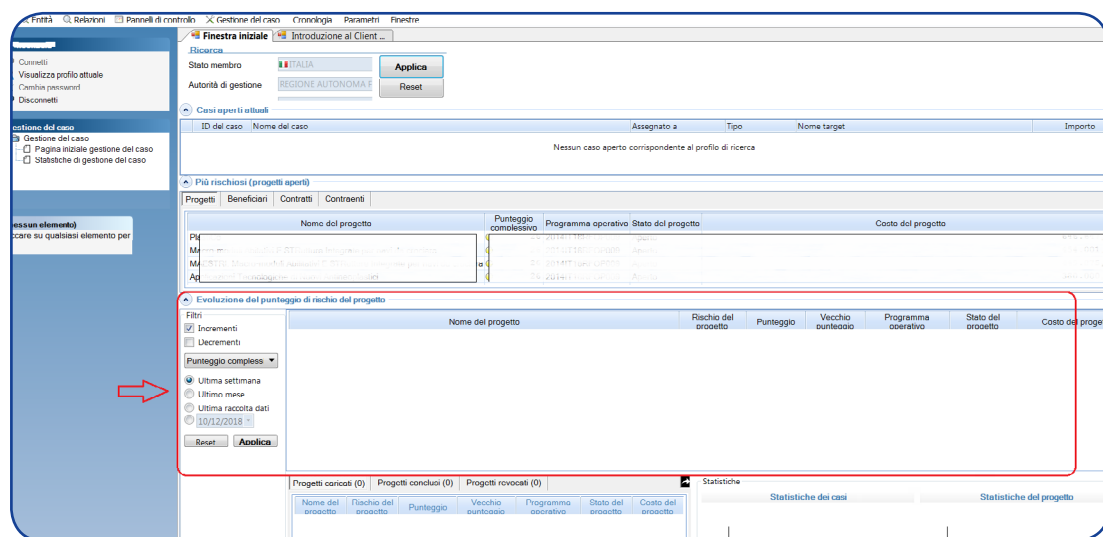 Entità Relazioni Pannelli di controllo Gestione del caso Cronologia Parametri Finestre
Finestra iniziale Introduzione al Client ...
Connetti
Visualizza profilo attuale
Cambia password
Disconnetti
estione del caso
Gestione del caso
Pagina iniziale gestione del caso
Statistiche di gestione del caso
essun elemento)
ccare su qualsiasi elemento per
Ricerca
Stato membro ITALIA Applica
Autorità di gestione REGIONE AUTONOMA F Reset
Casi aperti attuali
ID del caso Nome del caso Assegnato a Tipo Nome target Importo
Nessun caso aperto corrispondente al profilo di ricerca
Più rischiosi (progetti aperti)
Progetti Beneficiari Contratti Contraenti
Nome del progetto Punteggio complessivo Programma operativo Stato del progetto Costo del progetto
Evoluzione del punteggio di rischio del progetto
Filtri
Incrementi
Decrementi
Punteggio compless
Ultima settimana
Ultimo mese
Ultima raccolta dati
10/12/2018
Reset Applica
Nome del progetto Rischio del progetto Punteggio Vecchio punteggio Programma operativo Stato del progetto Costo del proge
Progetti caricati (0) Progetti conclusi (0) Progetti revocati (0)
Nome del progetto Rischio del progetto Punteggio Vecchio punteggio Programma operativo Stato del progetto Costo del progetto
Statistiche
Statistiche dei casi Statistiche del progetto